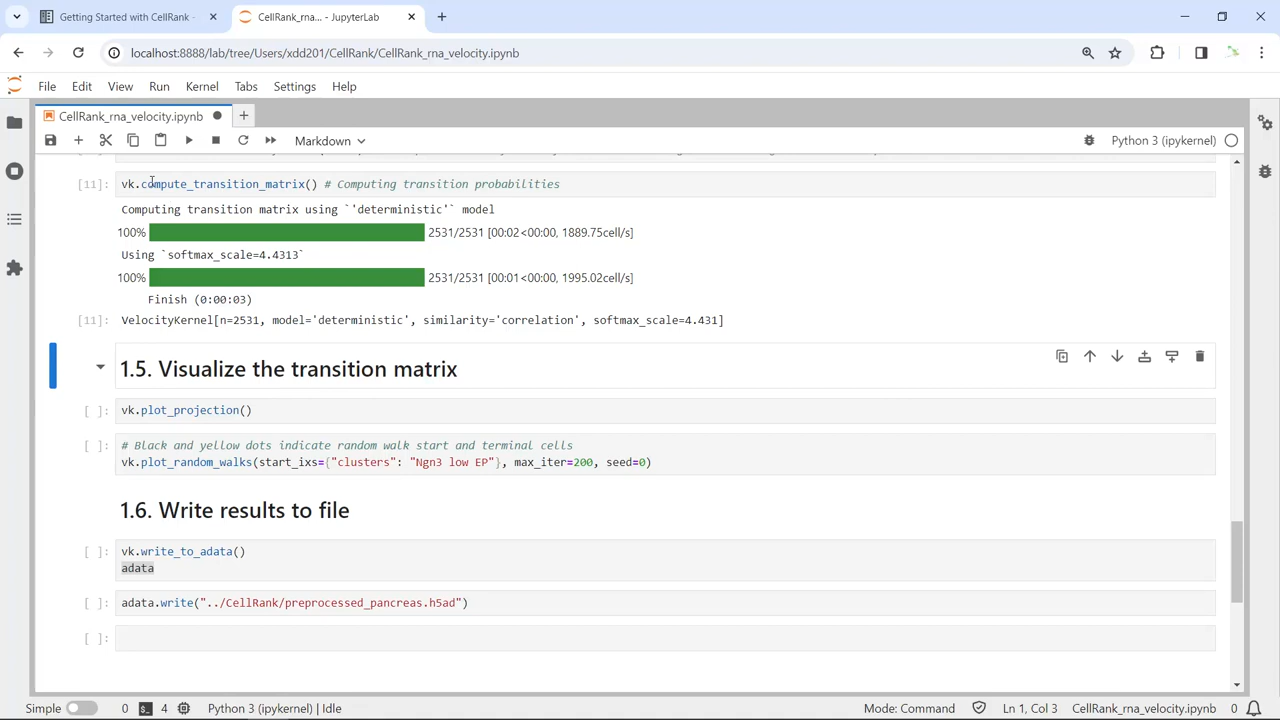 Getting Started with CellRank -
CellRank_rna... - JupyterLab
localhost:8888/lab/tree/Users/xdd201/CellRank/CellRank_rna_velocity.ipynb
File Edit View Run Kernel Tabs Settings Help
CellRank_rna_velocity.ipynb
Markdown
Python 3 (ipykernel)
[11]: vk.compute_transition_matrix() # Computing transition probabilities
Computing transition matrix using `'deterministic'` model
100% 2531/2531 [00:02<00:00, 1889.75cell/s]
Using `softmax_scale=4.4313`
100% 2531/2531 [00:01<00:00, 1995.02cell/s]
Finish (0:00:03)
[11]: VelocityKernel[n=2531, model='deterministic', similarity='correlation', softmax_scale=4.431]
1.5. Visualize the transition matrix
[ ]: vk.plot_projection()
[ ]: # Black and yellow dots indicate random walk start and terminal cells
vk.plot_random_walks(start_ixs={"clusters": "Ngn3 low EP"}, max_iter=200, seed=0)
1.6. Write results to file
[ ]: vk.write_to_adata()
adata
[ ]: adata.write("../CellRank/preprocessed_pancreas.h5ad")
[ ]:
Simple 0 4 Python 3 (ipykernel) | Idle Mode: Command Ln 1, Col 3 CellRank_rna_velocity.ipynb 0